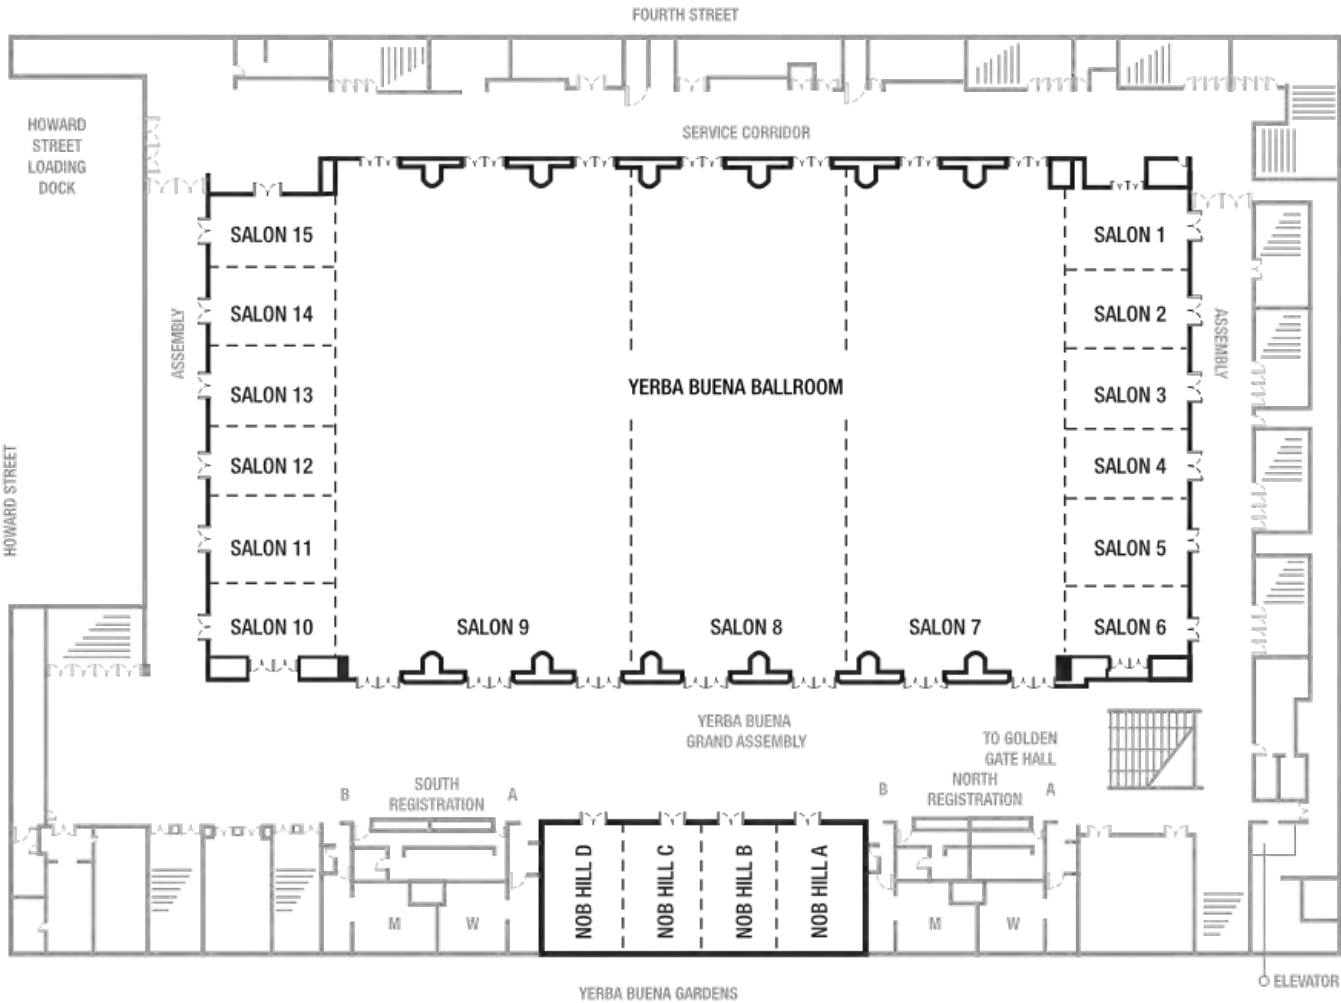 FOURTH STREET
HOWARD
STREET
LOADING
DOCK
SERVICE CORRIDOR
SALON 15
SALON 1
SALON 14
SALON 2
ASSEMBLY
ASSEMBLY
YERBA BUENA BALLROOM
SALON 13
SALON 3
SALON 12
SALON 4
HOWARD STREET
SALON 11
SALON 5
SALON 10
SALON 9
SALON 8
SALON 7
SALON 6
YERBA BUENA
GRAND ASSEMBLY
TO GOLDEN
GATE HALL
SOUTH
REGISTRATION
B
A
NORTH
REGISTRATION
B
A
NOB HILL D
NOB HILL C
NOB HILL B
NOB HILL A
M
W
M
W
ELEVATOR
YERBA BUENA GARDENS